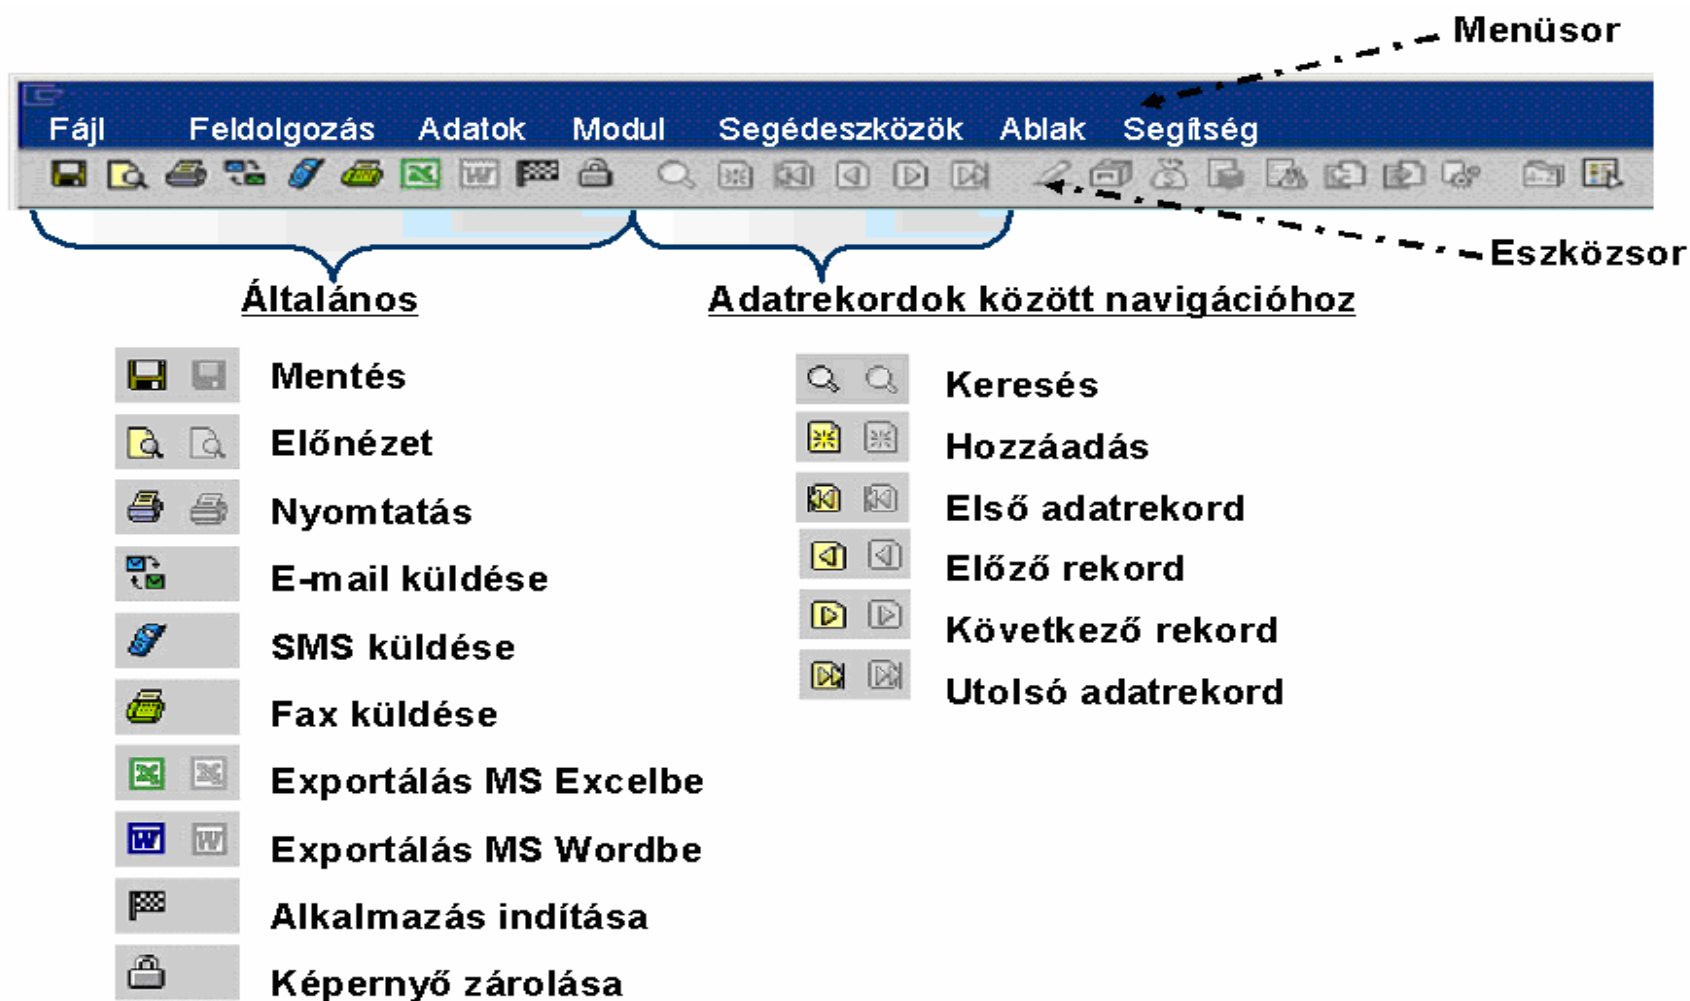 Menüsor
Fájl Feldolgozás Adatok Modul Segédeszközök Ablak Segítség
Eszközsor
Általános
Adatrekordok között navigációhoz
Mentés
Előnézet
Nyomtatás
E-mail küldése
SMS küldése
Fax küldése
Exportálás MS Excelbe
Exportálás MS Wordbe
Alkalmazás indítása
Képernyő zárolása
Keresés
Hozzáadás
Első adatrekord
Előző rekord
Következő rekord
Utolsó adatrekord